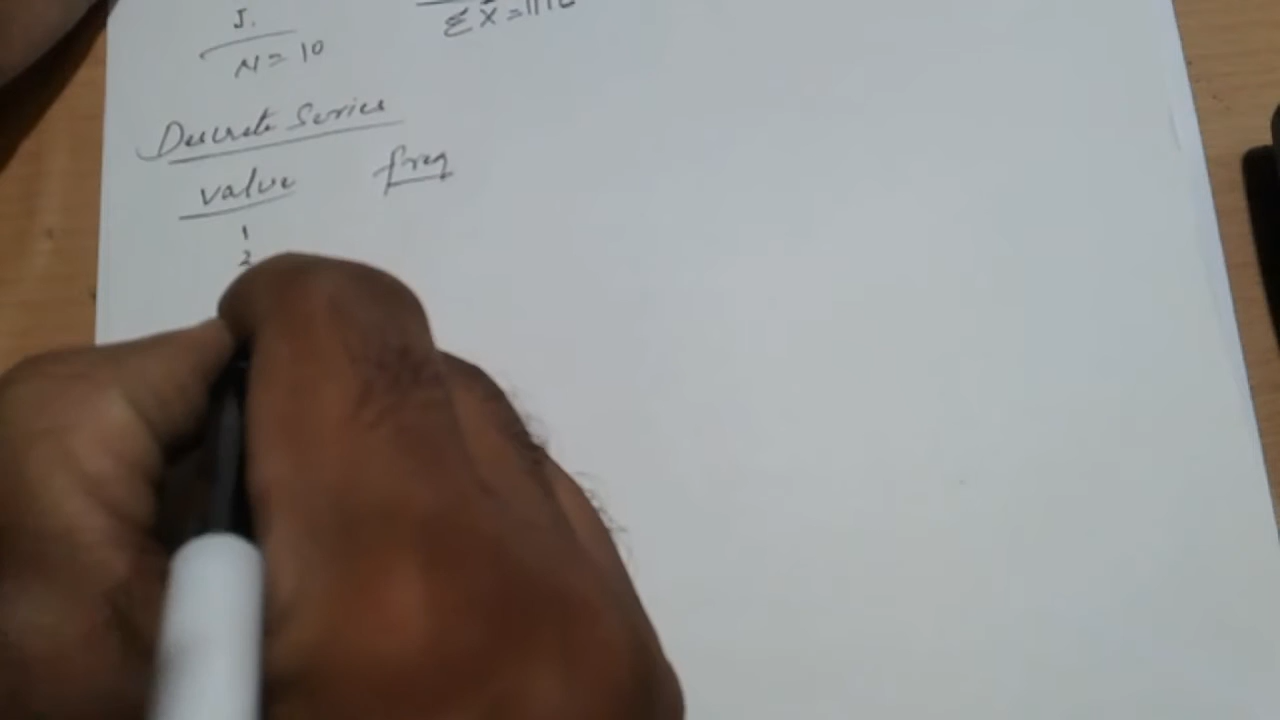 J.
N = 10
Σx =
Discrete Series
value freq
1
2